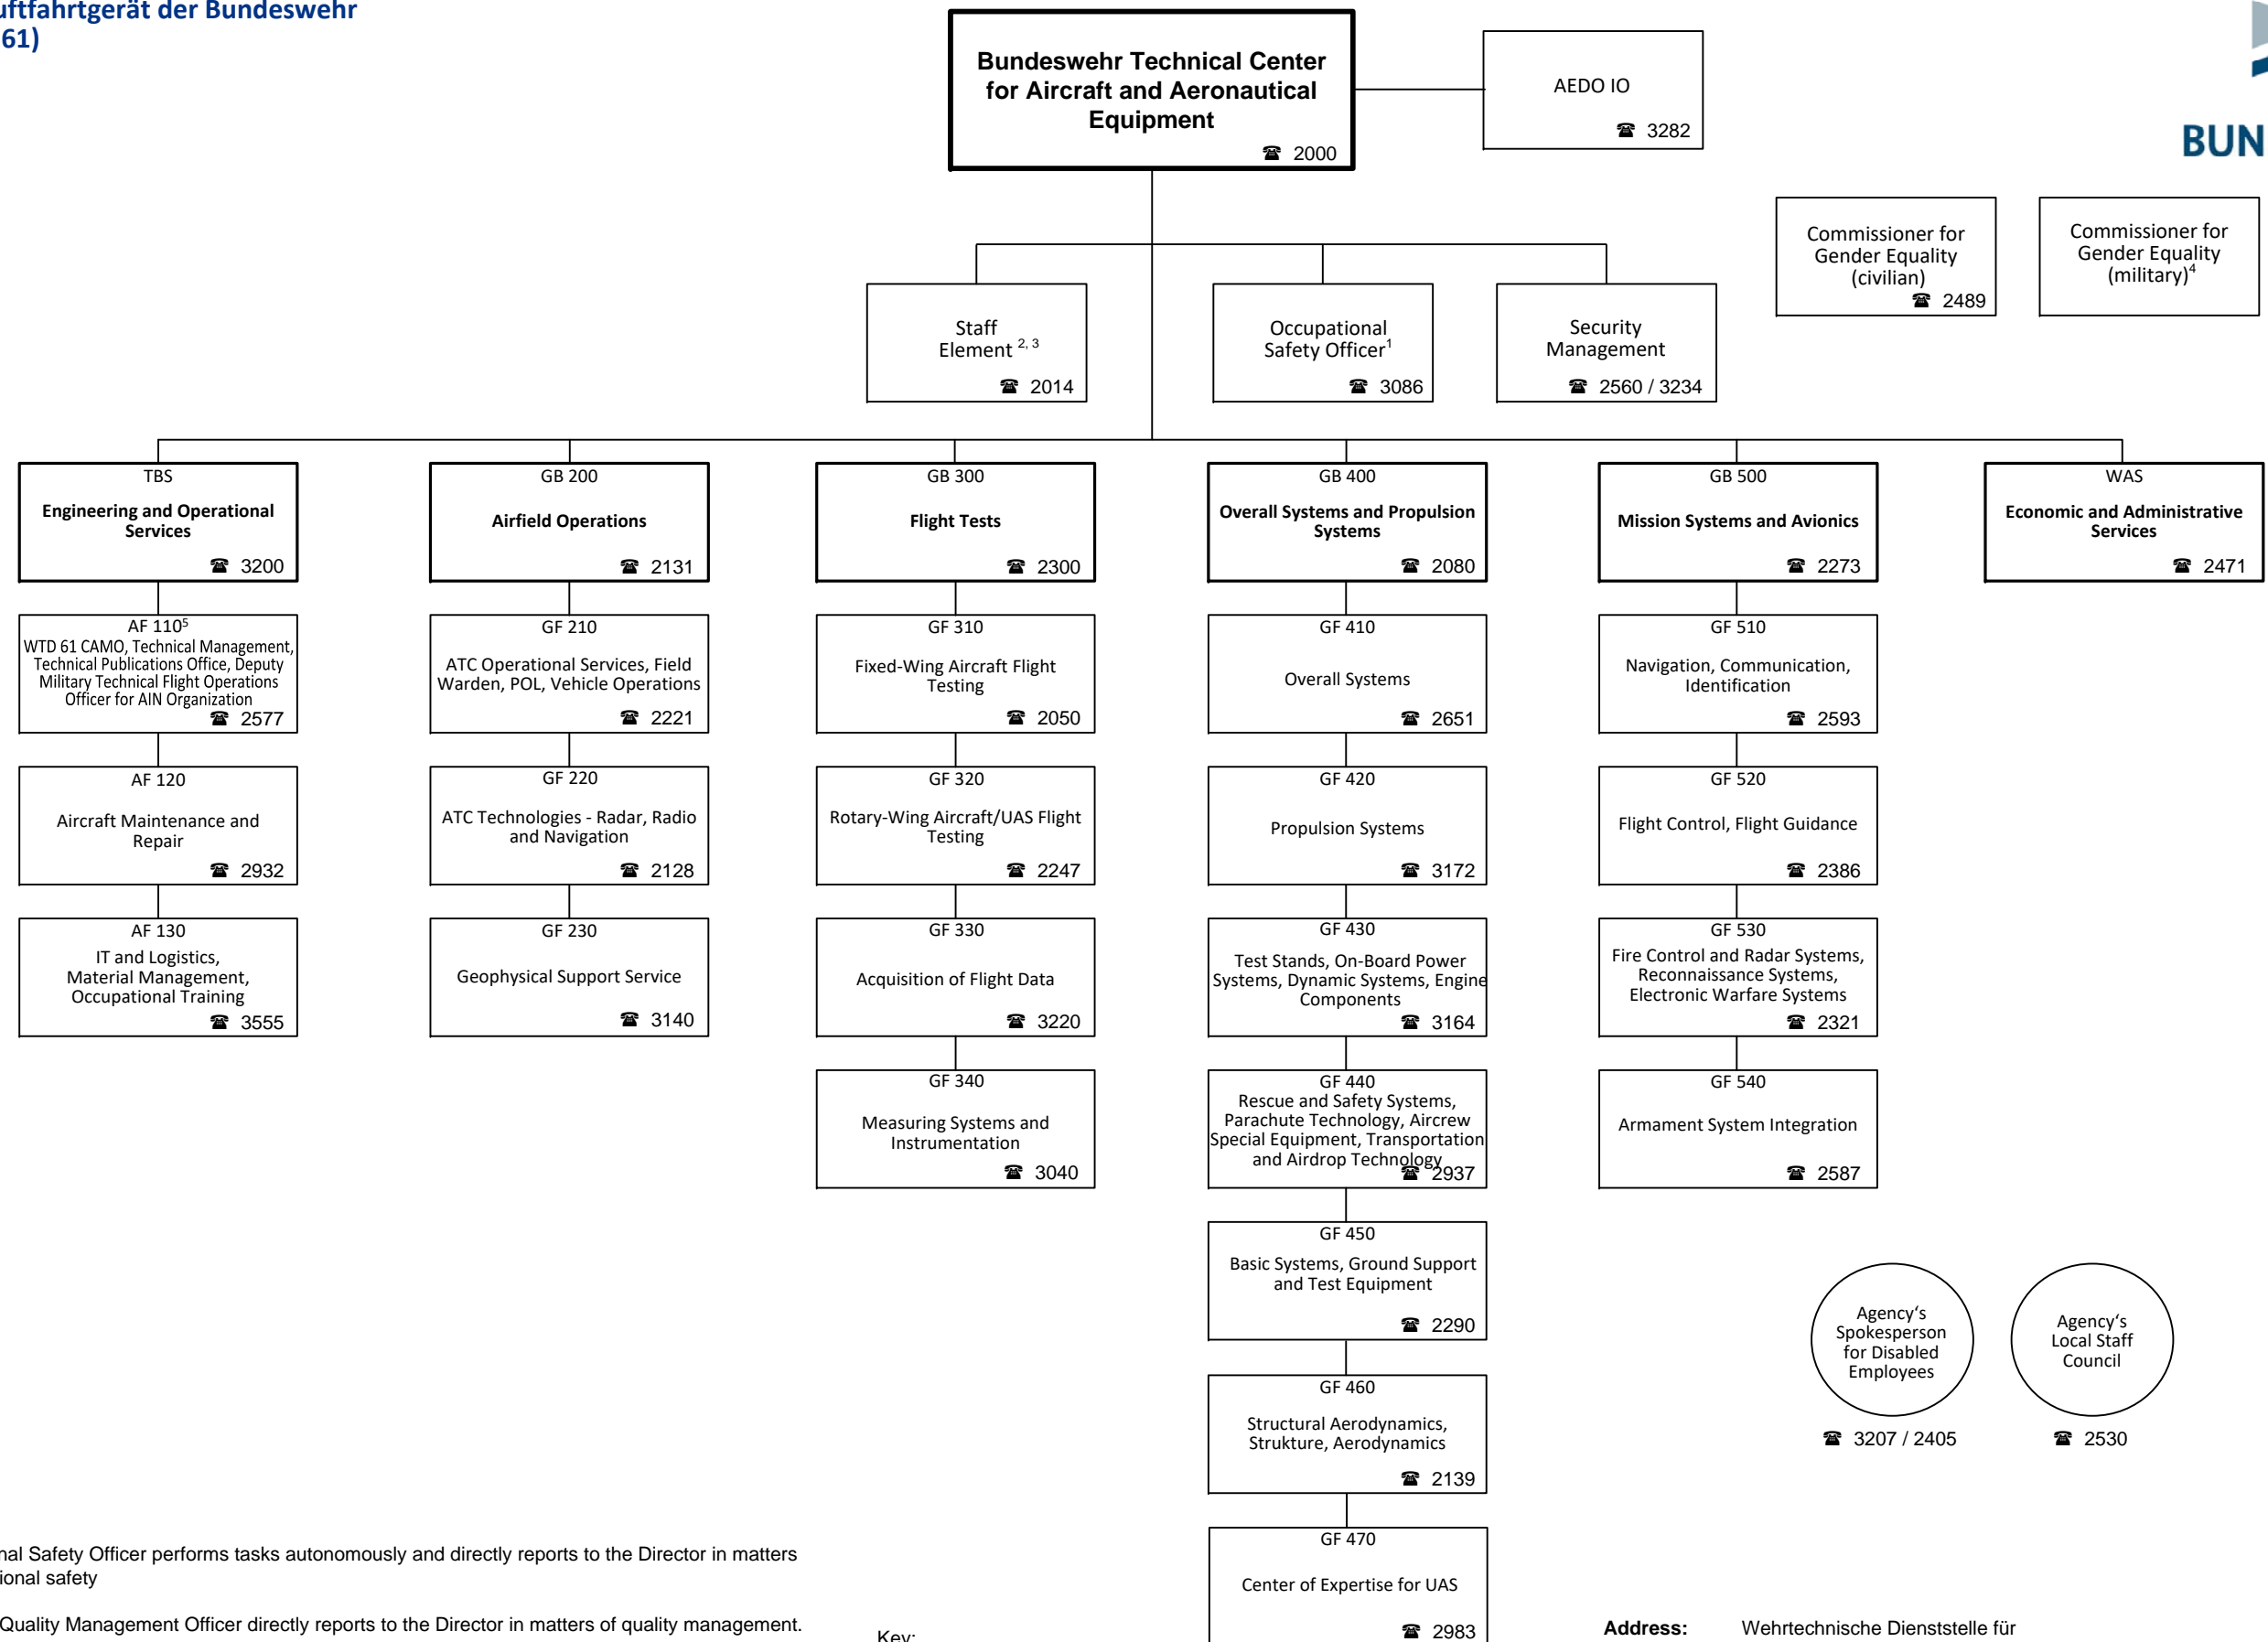 uftfahrtgerät der Bundeswehr
61)
Bundeswehr Technical Center
for Aircraft and Aeronautical
Equipment
☎ 2000
AEDO IO
☎ 3282
BUN
Commissioner for
Gender Equality
(civilian)
☎ 2489
Commissioner for
Gender Equality
(military)4
Staff
Element 2, 3
☎ 2014
Occupational
Safety Officer1
☎ 3086
Security
Management
☎ 2560 / 3234
TBS
Engineering and Operational
Services
☎ 3200
GB 200
Airfield Operations
☎ 2131
GB 300
Flight Tests
☎ 2300
GB 400
Overall Systems and Propulsion
Systems
☎ 2080
GB 500
Mission Systems and Avionics
☎ 2273
WAS
Economic and Administrative
Services
☎ 2471
AF 1105
WTD 61 CAMO, Technical Management,
Technical Publications Office, Deputy
Military Technical Flight Operations
Officer for AIN Organization
☎ 2577
GF 210
ATC Operational Services, Field
Warden, POL, Vehicle Operations
☎ 2221
GF 310
Fixed-Wing Aircraft Flight
Testing
☎ 2050
GF 410
Overall Systems
☎ 2651
GF 510
Navigation, Communication,
Identification
☎ 2593
AF 120
Aircraft Maintenance and
Repair
☎ 2932
GF 220
ATC Technologies - Radar, Radio
and Navigation
☎ 2128
GF 320
Rotary-Wing Aircraft/UAS Flight
Testing
☎ 2247
GF 420
Propulsion Systems
☎ 3172
GF 520
Flight Control, Flight Guidance
☎ 2386
AF 130
IT and Logistics,
Material Management,
Occupational Training
☎ 3555
GF 230
Geophysical Support Service
☎ 3140
GF 330
Acquisition of Flight Data
☎ 3220
GF 430
Test Stands, On-Board Power
Systems, Dynamic Systems, Engine
Components
☎ 3164
GF 530
Fire Control and Radar Systems,
Reconnaissance Systems,
Electronic Warfare Systems
☎ 2321
GF 340
Measuring Systems and
Instrumentation
☎ 3040
GF 440
Rescue and Safety Systems,
Parachute Technology, Aircrew
Special Equipment, Transportation
and Airdrop Technology
☎ 2937
GF 540
Armament System Integration
☎ 2587
GF 450
Basic Systems, Ground Support
and Test Equipment
☎ 2290
GF 460
Structural Aerodynamics,
Strukture, Aerodynamics
☎ 2139
GF 470
Center of Expertise for UAS
☎ 2983
Agency‘s
Spokesperson
for Disabled
Employees
☎ 3207 / 2405
Agency‘s
Local Staff
Council
☎ 2530
nal Safety Officer performs tasks autonomously and directly reports to the Director in matters
ional safety
Quality Management Officer directly reports to the Director in matters of quality management.
Key:
Address: Wehrtechnische Dienststelle für